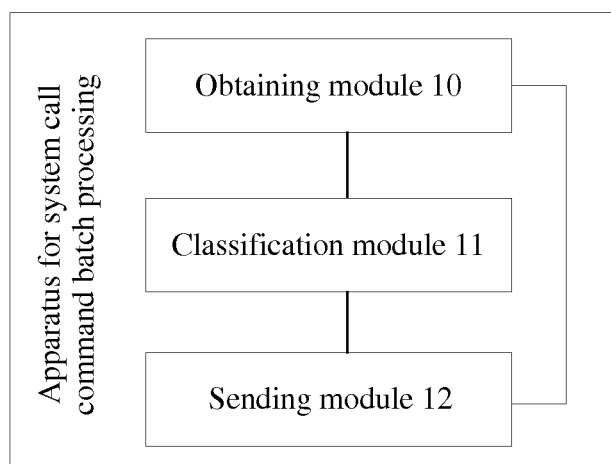 Apparatus for system call
command batch processing
Obtaining module 10
Classification module 11
Sending module 12